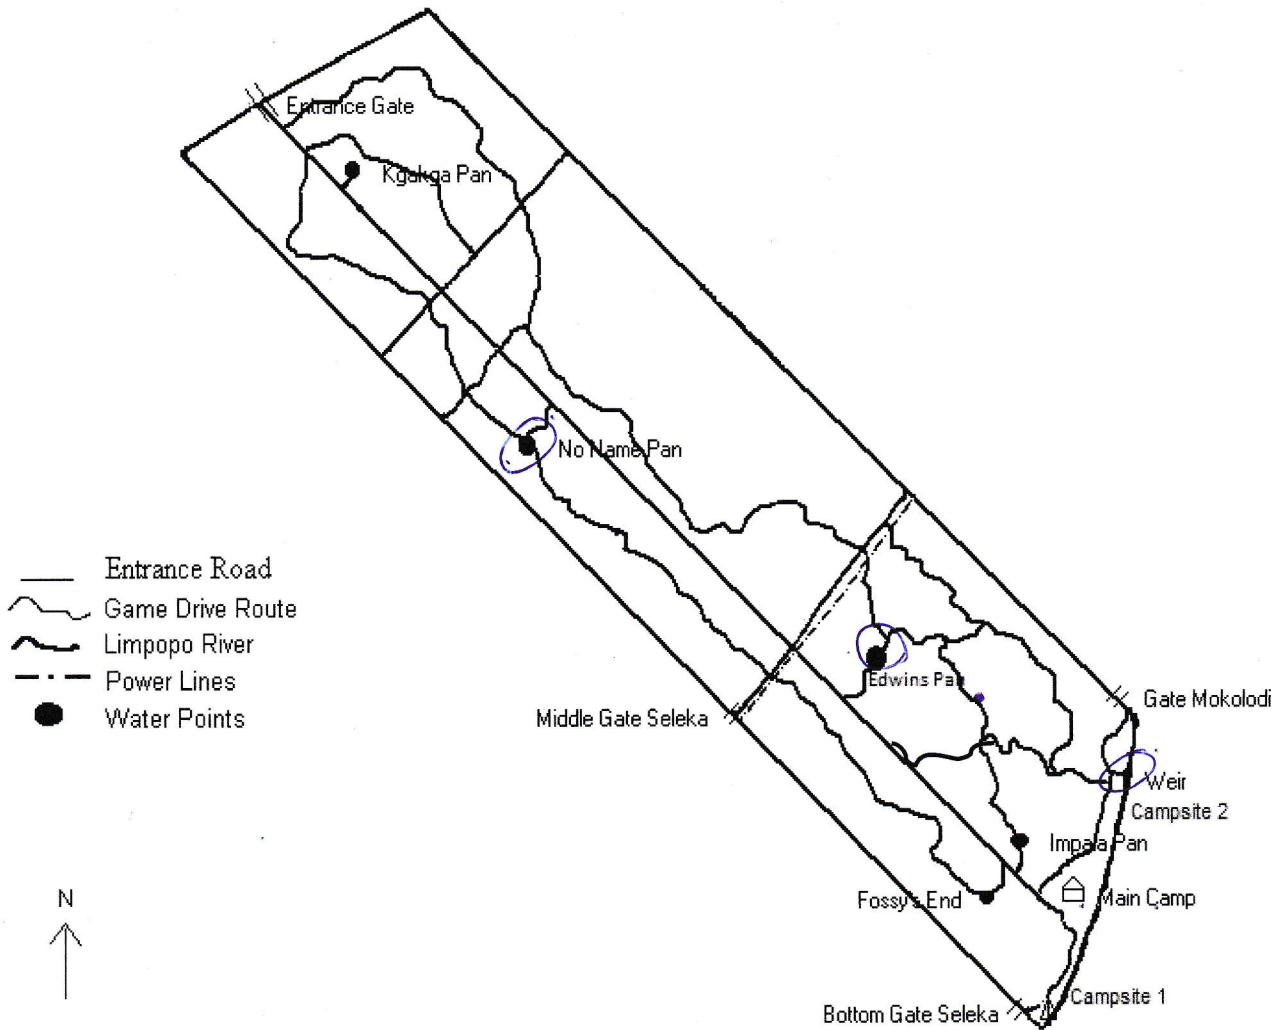 Entrance Gate
Kgakga Pan
No Name Pan
Entrance Road
Game Drive Route
Limpopo River
Power Lines
Water Points
Edwins Pan
Middle Gate Seleka
Gate Mokolodi
Weir
Campsite 2
Impala Pan
Fossy's End
Main Camp
N
Campsite 1
Bottom Gate Seleka